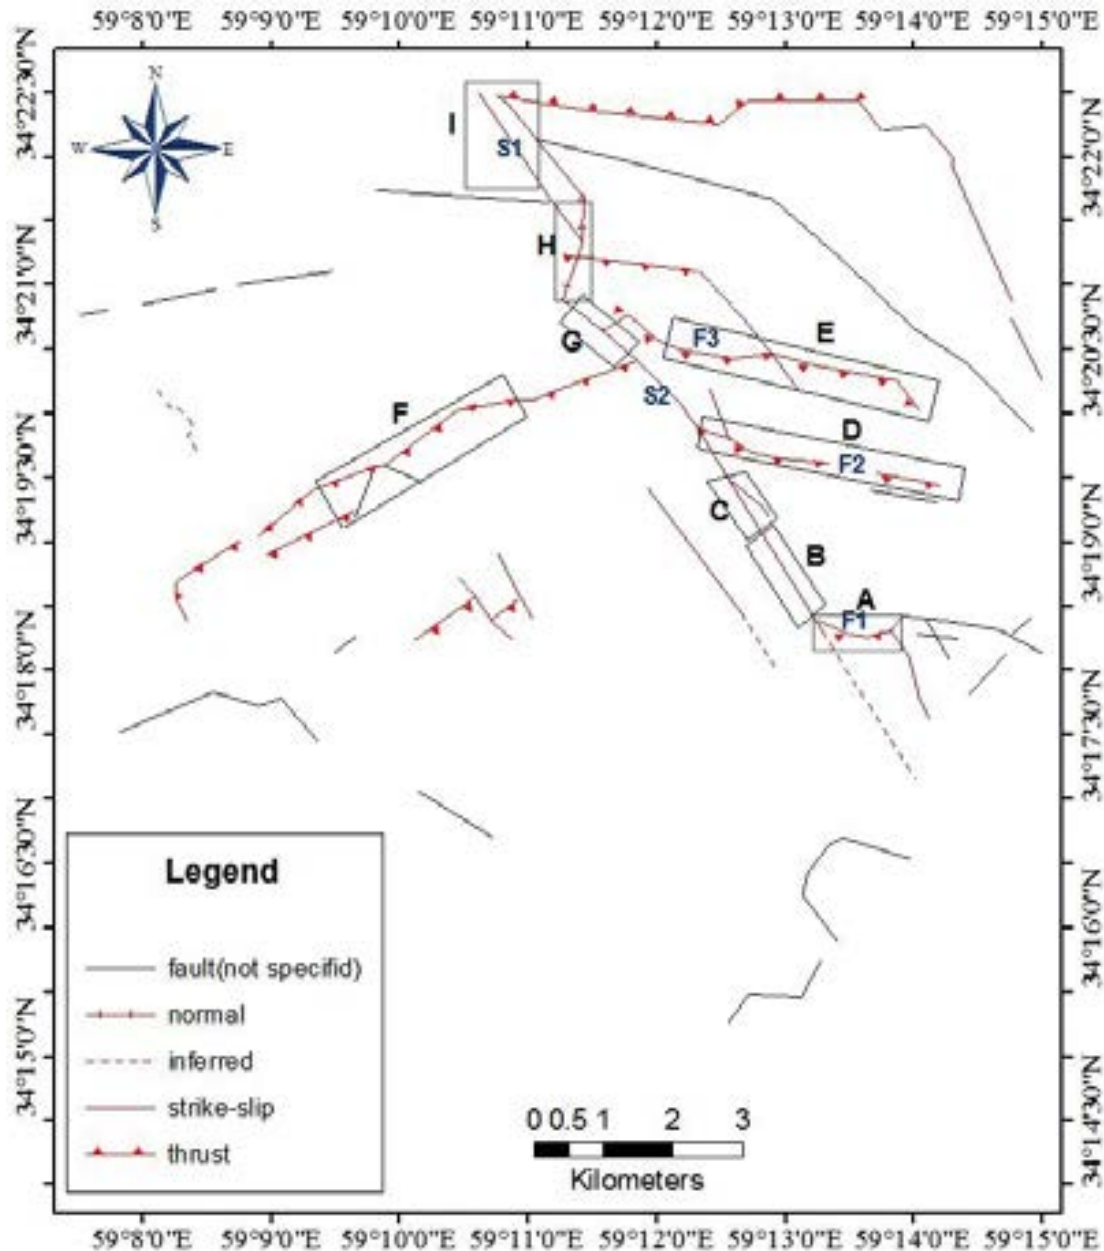 59°8'0"E 59°9'0"E 59°10'0"E 59°11'0"E 59°12'0"E 59°13'0"E 59°14'0"E 59°15'0"E
34°22'30"N
34°21'0"N
34°19'30"N
34°18'0"N
34°16'30"N
34°15'0"N
N
W E
S
I
S1
H
G
F3
E
S2
F
D
F2
C
B
A
F1
34°22'0"N
34°20'30"N
34°19'0"N
34°17'30"N
34°16'0"N
34°14'30"N
Legend
fault(not specifid)
normal
inferred
strike-slip
thrust
0 0.5 1 2 3
Kilometers
59°8'0"E 59°9'0"E 59°10'0"E 59°11'0"E 59°12'0"E 59°13'0"E 59°14'0"E 59°15'0"E